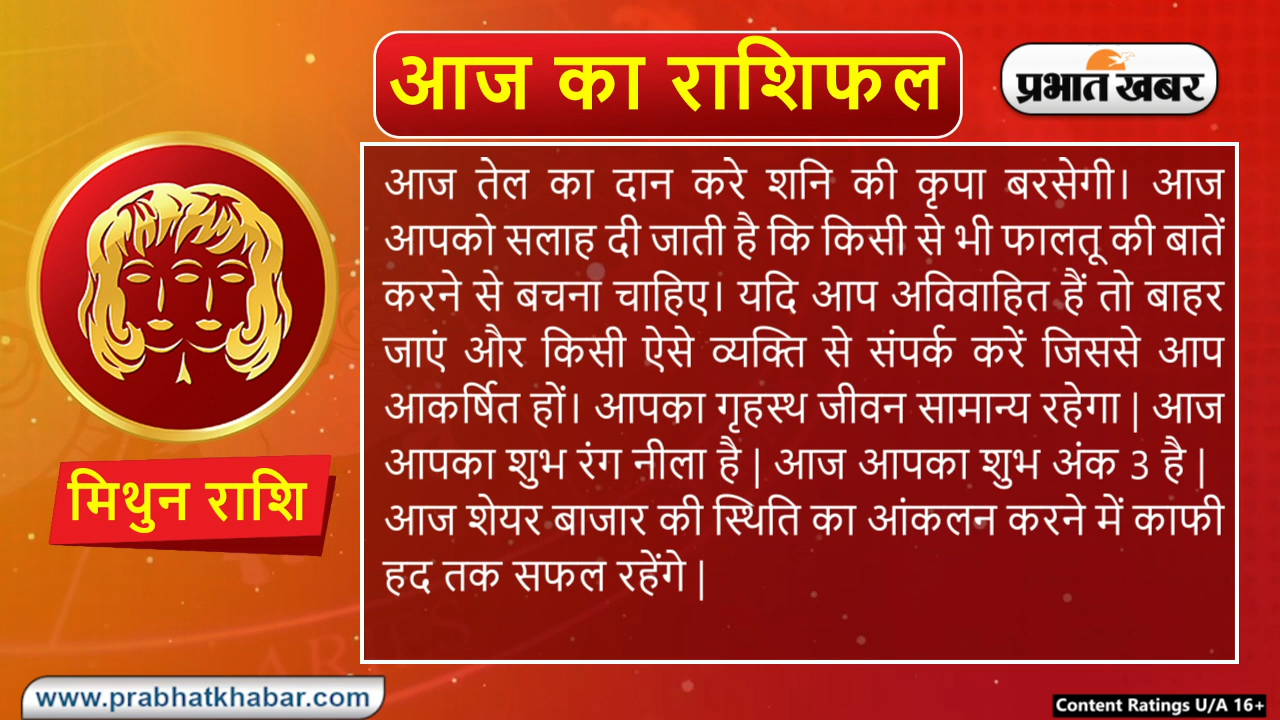 आज का राशिफल
प्रभात खबर
आज तेल का दान करे शनि की कृपा बरसेगी। आज
आपको सलाह दी जाती है कि किसी से भी फालतू की बातें
करने से बचना चाहिए। यदि आप अविवाहित हैं तो बाहर
जाएं और किसी ऐसे व्यक्ति से संपर्क करें जिससे आप
आकर्षित हों। आपका गृहस्थ जीवन सामान्य रहेगा | आज
आपका शुभ रंग नीला है | आज आपका शुभ अंक 3 है |
आज शेयर बाजार की स्थिति का आंकलन करने में काफी
हद तक सफल रहेंगे |
मिथुन राशि
ARIES
www.prabhatkhabar.com
Content Ratings U/A 16+